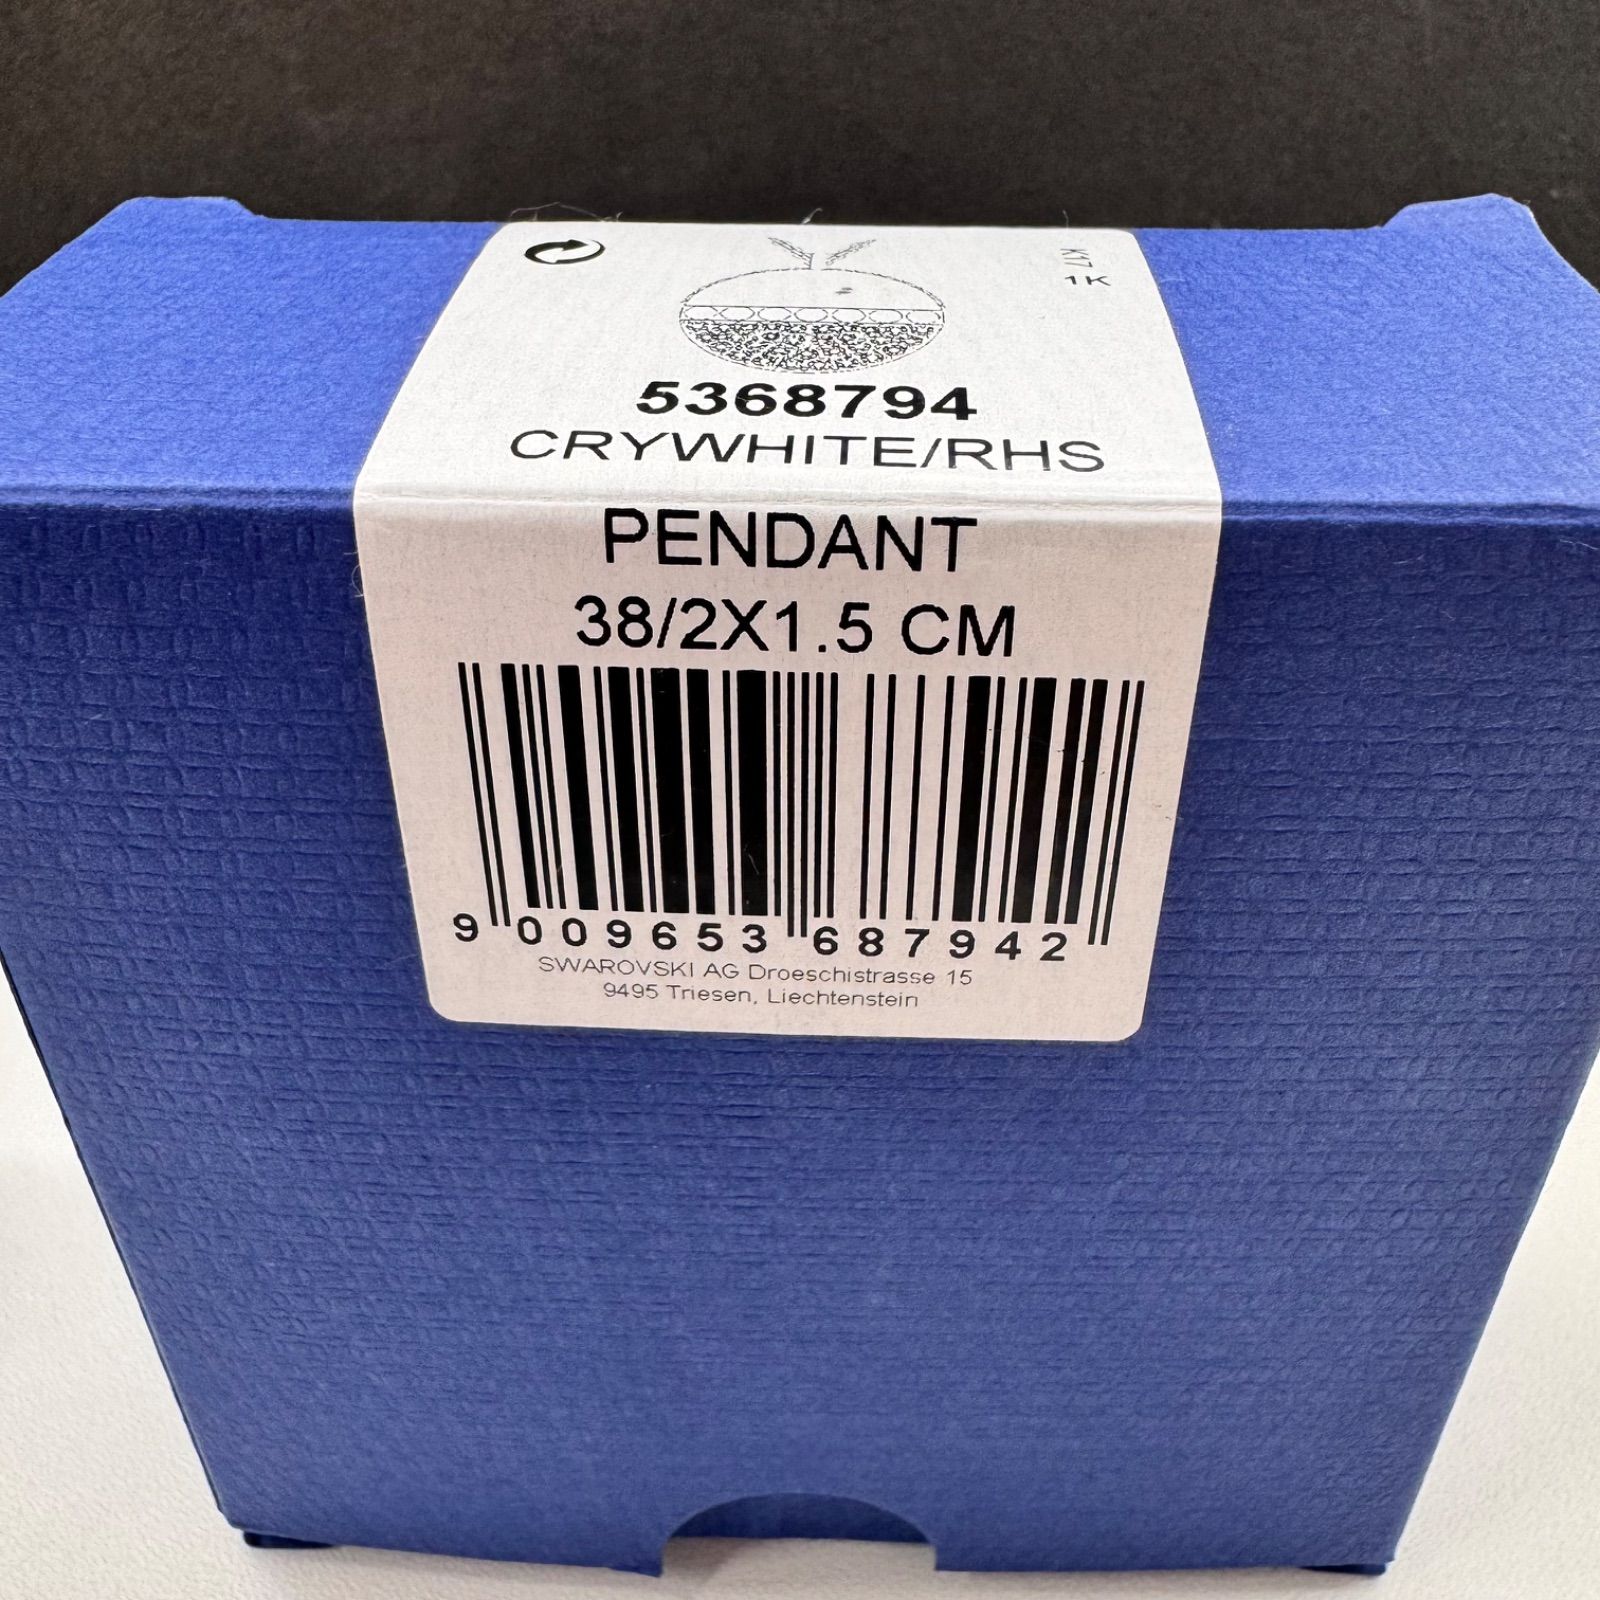 K17
1K
5368794
CRYWHITE/RHS
PENDANT
38/2X1.5 CM
9 009653 687942
SWAROVSKI AG Droeschistrasse 15
9495 Triesen, Liechtenstein